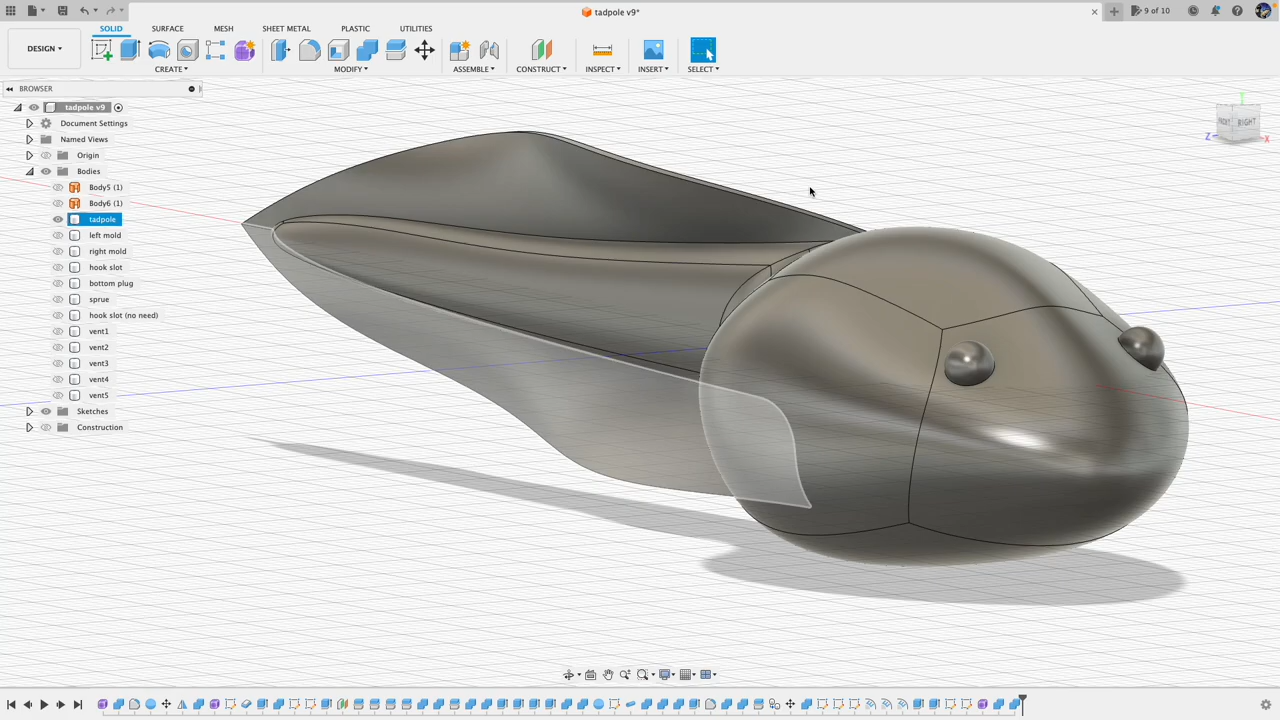 tadpole v9*
9 of 10
SOLID SURFACE MESH SHEET METAL PLASTIC UTILITIES
DESIGN
CREATE MODIFY ASSEMBLE CONSTRUCT INSPECT INSERT SELECT
BROWSER
tadpole v9
Document Settings
Named Views
Origin
Bodies
Body5 (1)
Body6 (1)
tadpole
left mold
right mold
hook slot
bottom plug
sprue
hook slot (no need)
vent1
vent2
vent3
vent4
vent5
Sketches
Construction
Y
FRONT RIGHT
Z X